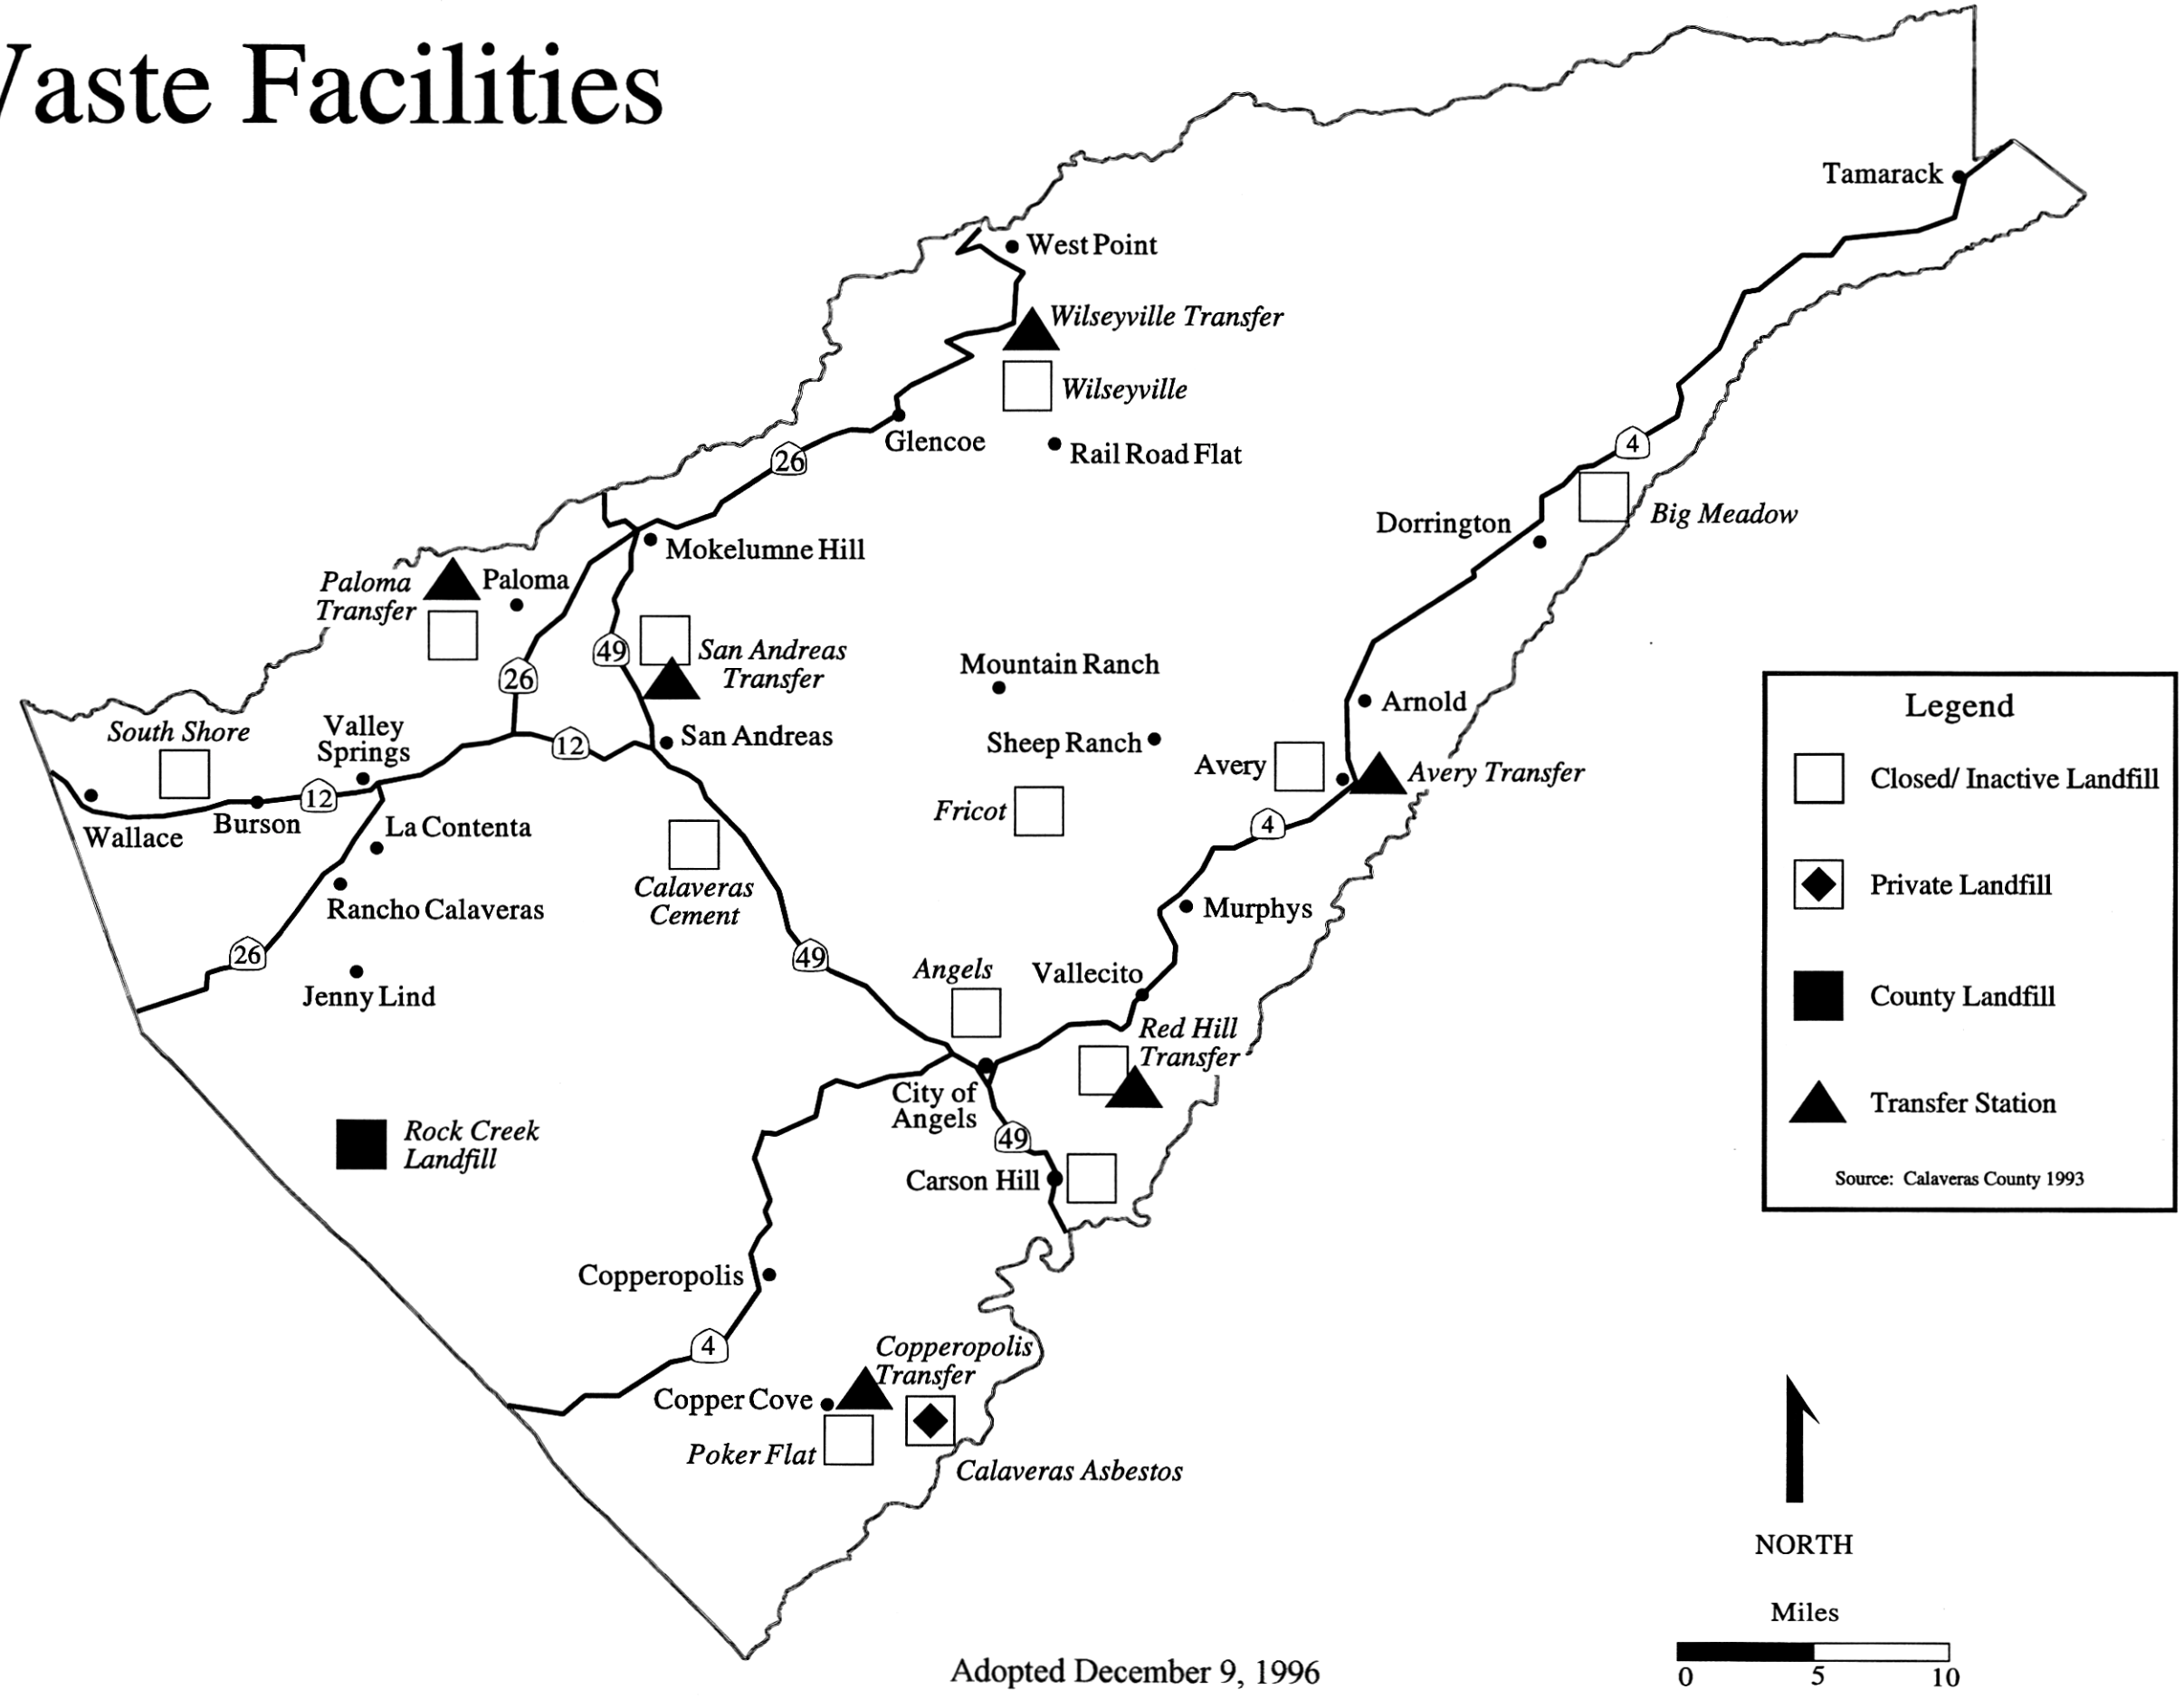 Waste Facilities
Tamarack
West Point
Wilseyville Transfer
Wilseyville
Glencoe
Rail Road Flat
26
4
Big Meadow
Dorrington
Mokelumne Hill
Paloma
Transfer
Paloma
49
San Andreas
Transfer
26
Mountain Ranch
Arnold
South Shore
Valley
Springs
12
San Andreas
Sheep Ranch
Avery
Avery Transfer
12
Wallace
Burson
La Contenta
Fricot
4
Calaveras
Cement
Rancho Calaveras
Murphys
26
49
Jenny Lind
Angels
Vallecito
Red Hill
Transfer
City of
Angels
Rock Creek
Landfill
49
Carson Hill
Copperopolis
4
Copperopolis
Transfer
Copper Cove
Poker Flat
Calaveras Asbestos
Legend
Closed/ Inactive Landfill
Private Landfill
County Landfill
Transfer Station
Source: Calaveras County 1993
NORTH
Miles
0 5 10
Adopted December 9, 1996